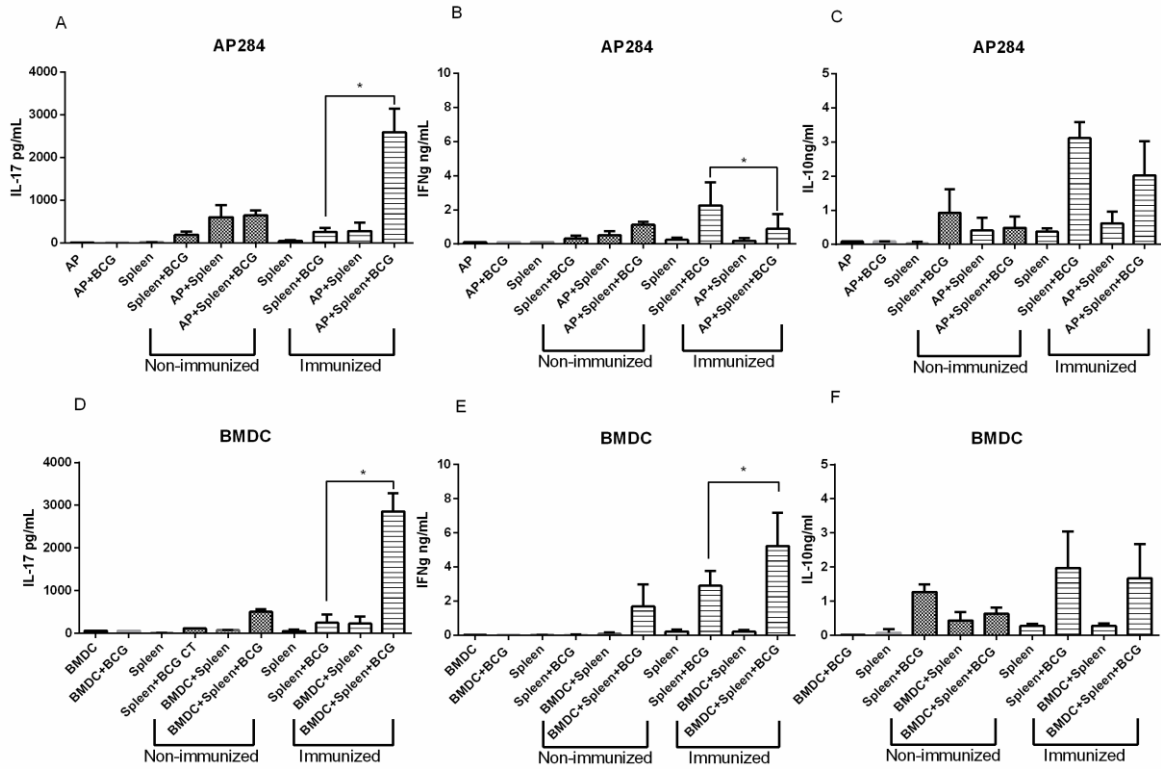 A
AP284
IL-17 pg/mL
4000
3000
2000
1000
0
*
AP
AP+BCG
Spleen
Spleen+BCG
AP+Spleen
AP+Spleen+BCG
Spleen
Spleen+BCG
AP+Spleen
AP+Spleen+BCG
Non-immunized
Immunized
B
AP284
IFNg ng/mL
10
8
6
4
2
0
*
AP
AP+BCG
Spleen
Spleen+BCG
AP+Spleen
AP+Spleen+BCG
Spleen
Spleen+BCG
AP+Spleen
AP+Spleen+BCG
Non-immunized
Immunized
C
AP284
IL-10ng/ml
5
4
3
2
1
0
AP
AP+BCG
Spleen
Spleen+BCG
AP+Spleen
AP+Spleen+BCG
Spleen
Spleen+BCG
AP+Spleen
AP+Spleen+BCG
Non-immunized
Immunized
D
BMDC
IL-17 pg/mL
4000
3000
2000
1000
0
*
BMDC
BMDC+BCG
Spleen
Spleen+BCG CT
BMDC+Spleen
BMDC+Spleen+BCG
Spleen
Spleen+BCG
BMDC+Spleen
BMDC+Spleen+BCG
Non-immunized
Immunized
E
BMDC
IFNg ng/mL
10
8
6
4
2
0
*
BMDC
BMDC+BCG
Spleen
Spleen+BCG
BMDC+Spleen
BMDC+Spleen+BCG
Spleen
Spleen+BCG
BMDC+Spleen
BMDC+Spleen+BCG
Non-immunized
Immunized
F
BMDC
IL-10ng/ml
5
4
3
2
1
0
BMDC+BCG
Spleen
Spleen+BCG
BMDC+Spleen
BMDC+Spleen+BCG
Spleen
Spleen+BCG
BMDC+Spleen
BMDC+Spleen+BCG
Non-immunized
Immunized